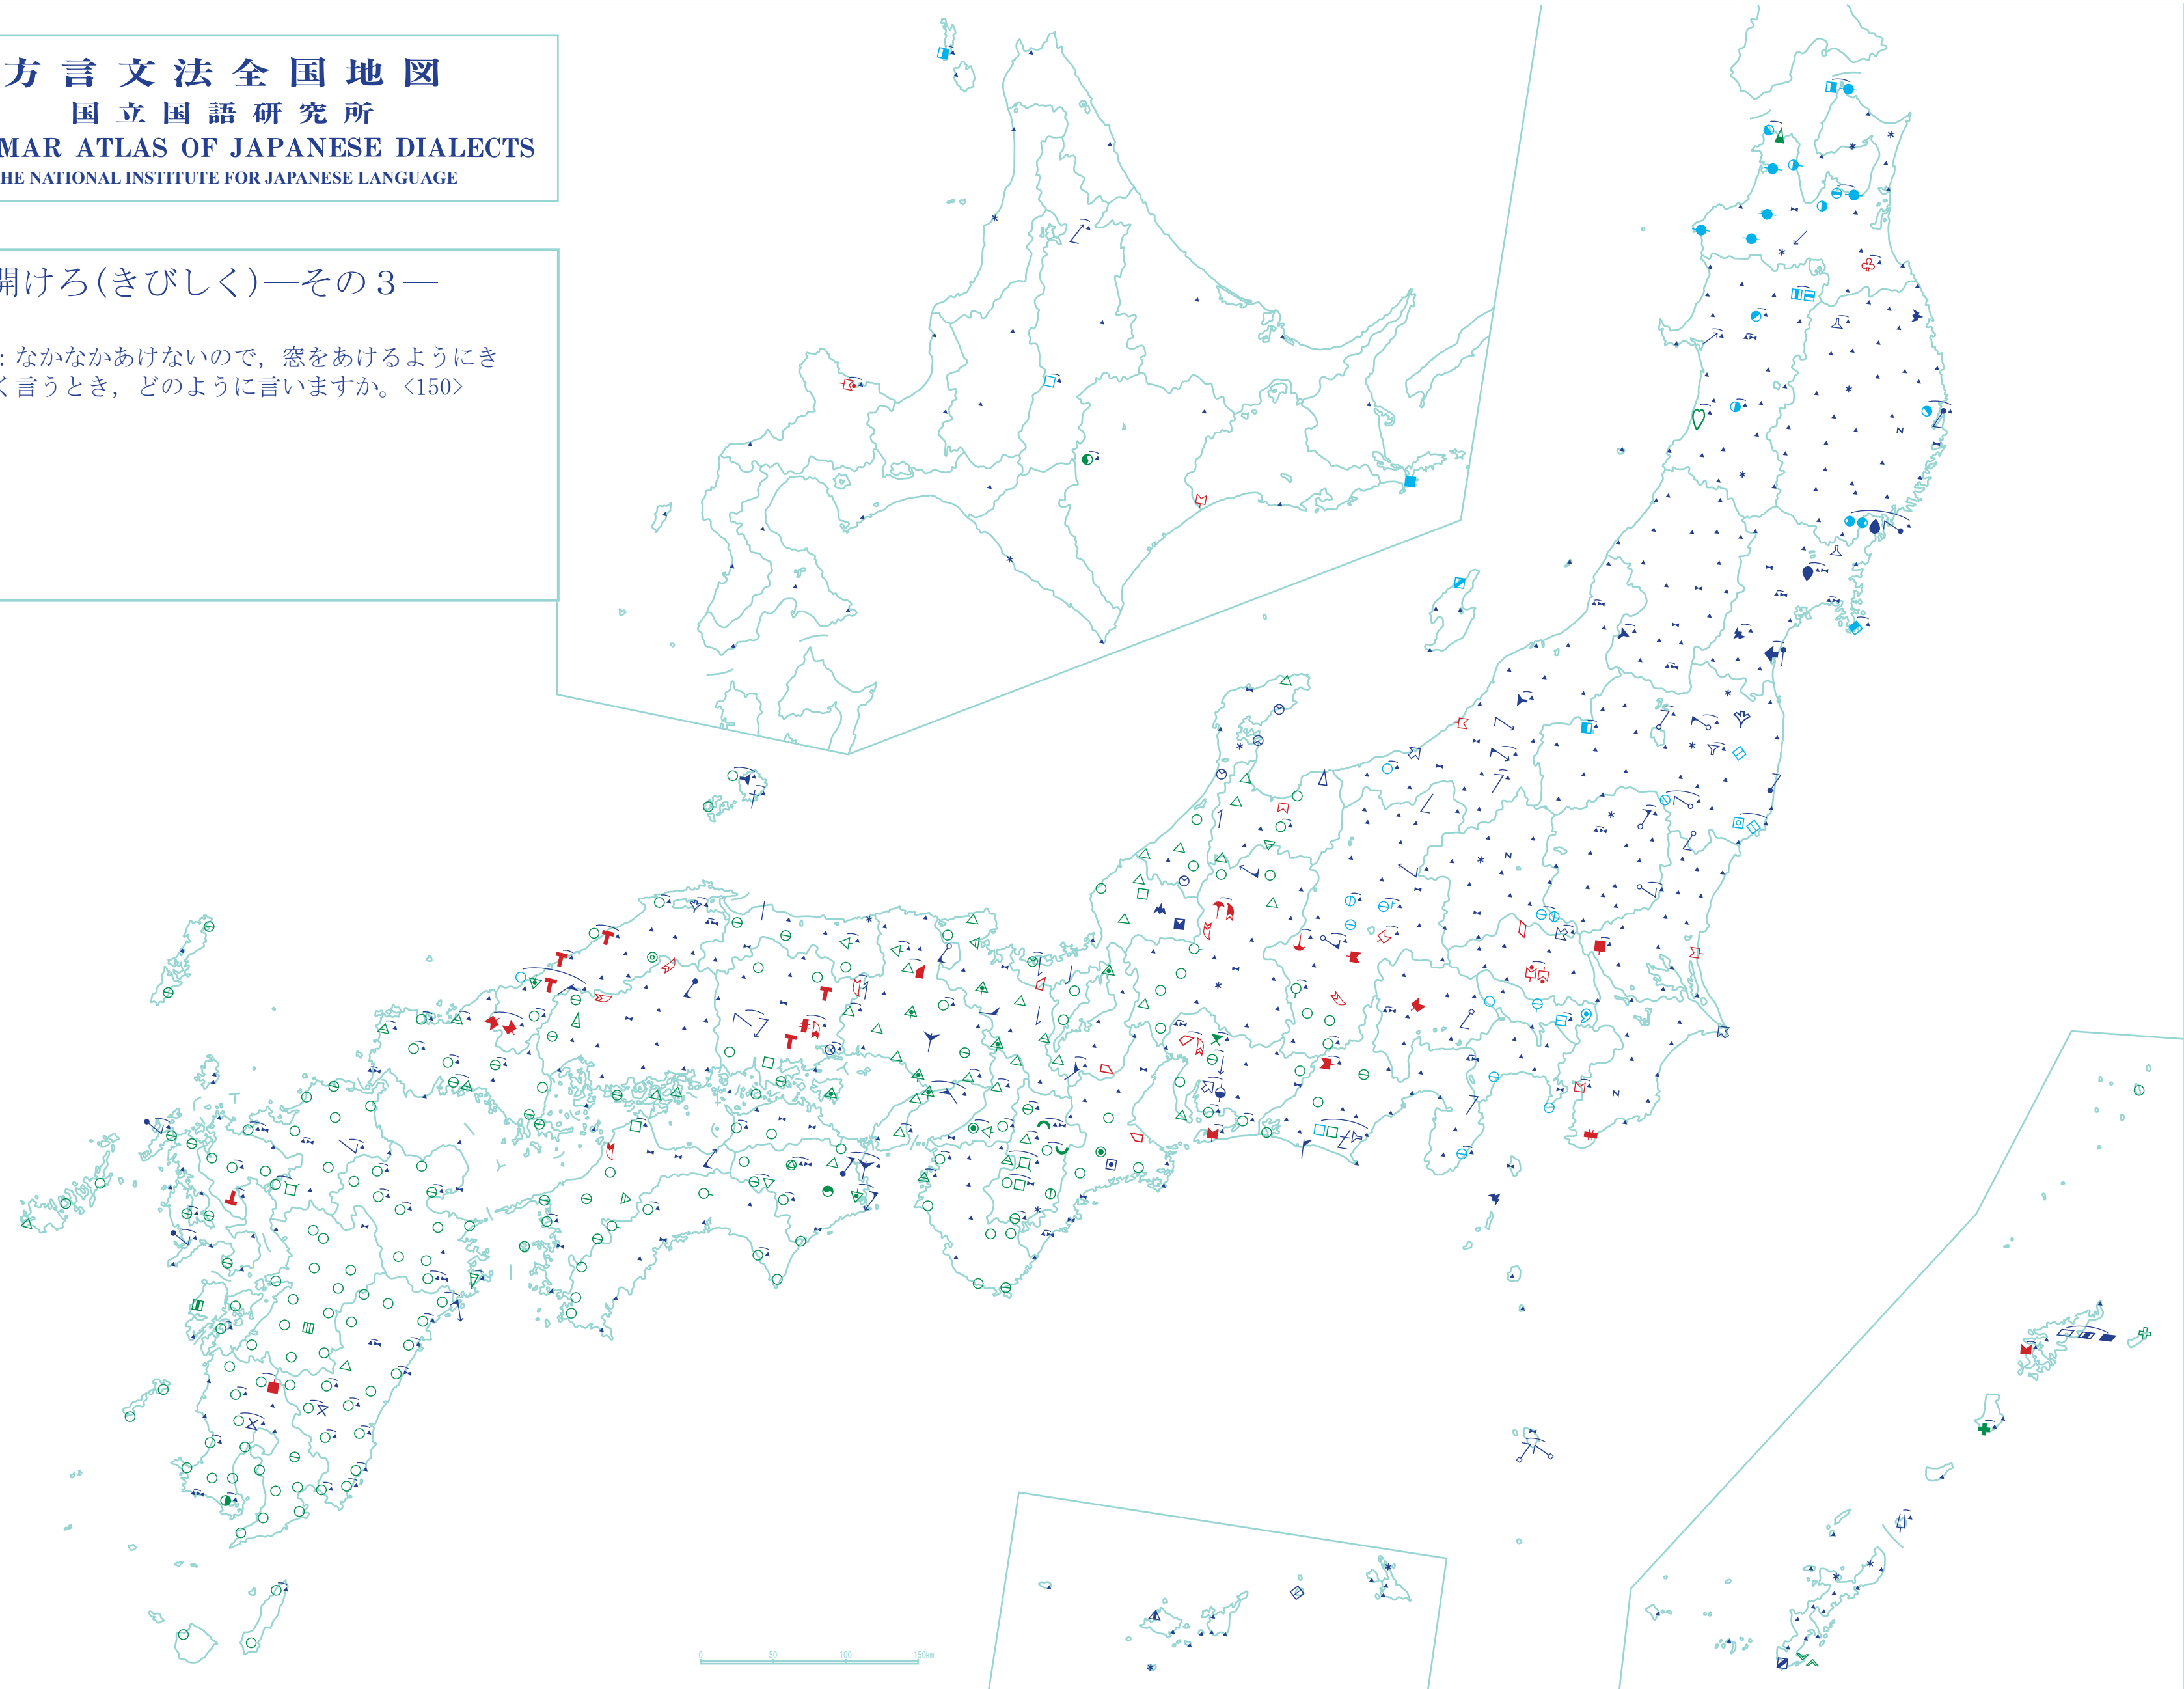 方言文法全国地図
国立国語研究所
MAR ATLAS OF JAPANESE DIALECTS
HE NATIONAL INSTITUTE FOR JAPANESE LANGUAGE
開けろ(きびしく)―その3―
:なかなかあけないので，窓をあけるようにき
く言うとき，どのように言いますか。<150>
0 50 100 150km